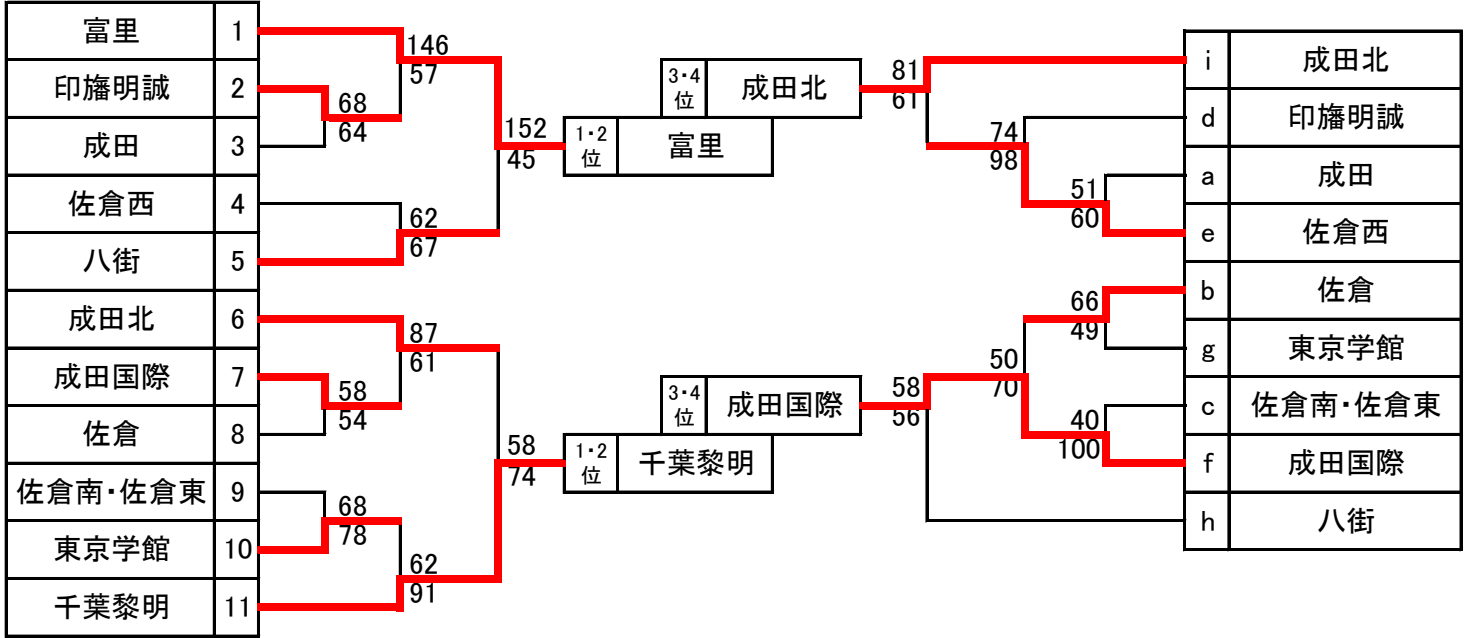 富里 1
印旛明誠 2
成田 3
佐倉西 4
八街 5
成田北 6
成田国際 7
佐倉 8
佐倉南・佐倉東 9
東京学館 10
千葉黎明 11
146
57
68
64
152
45
62
67
87
61
58
54
58
74
68
78
62
91
3・4
位
成田北
1・2
位
富里
3・4
位
成田国際
1・2
位
千葉黎明
81
61
74
98
51
60
66
49
50
70
58
56
40
100
i 成田北
d 印旛明誠
a 成田
e 佐倉西
b 佐倉
g 東京学館
c 佐倉南・佐倉東
f 成田国際
h 八街